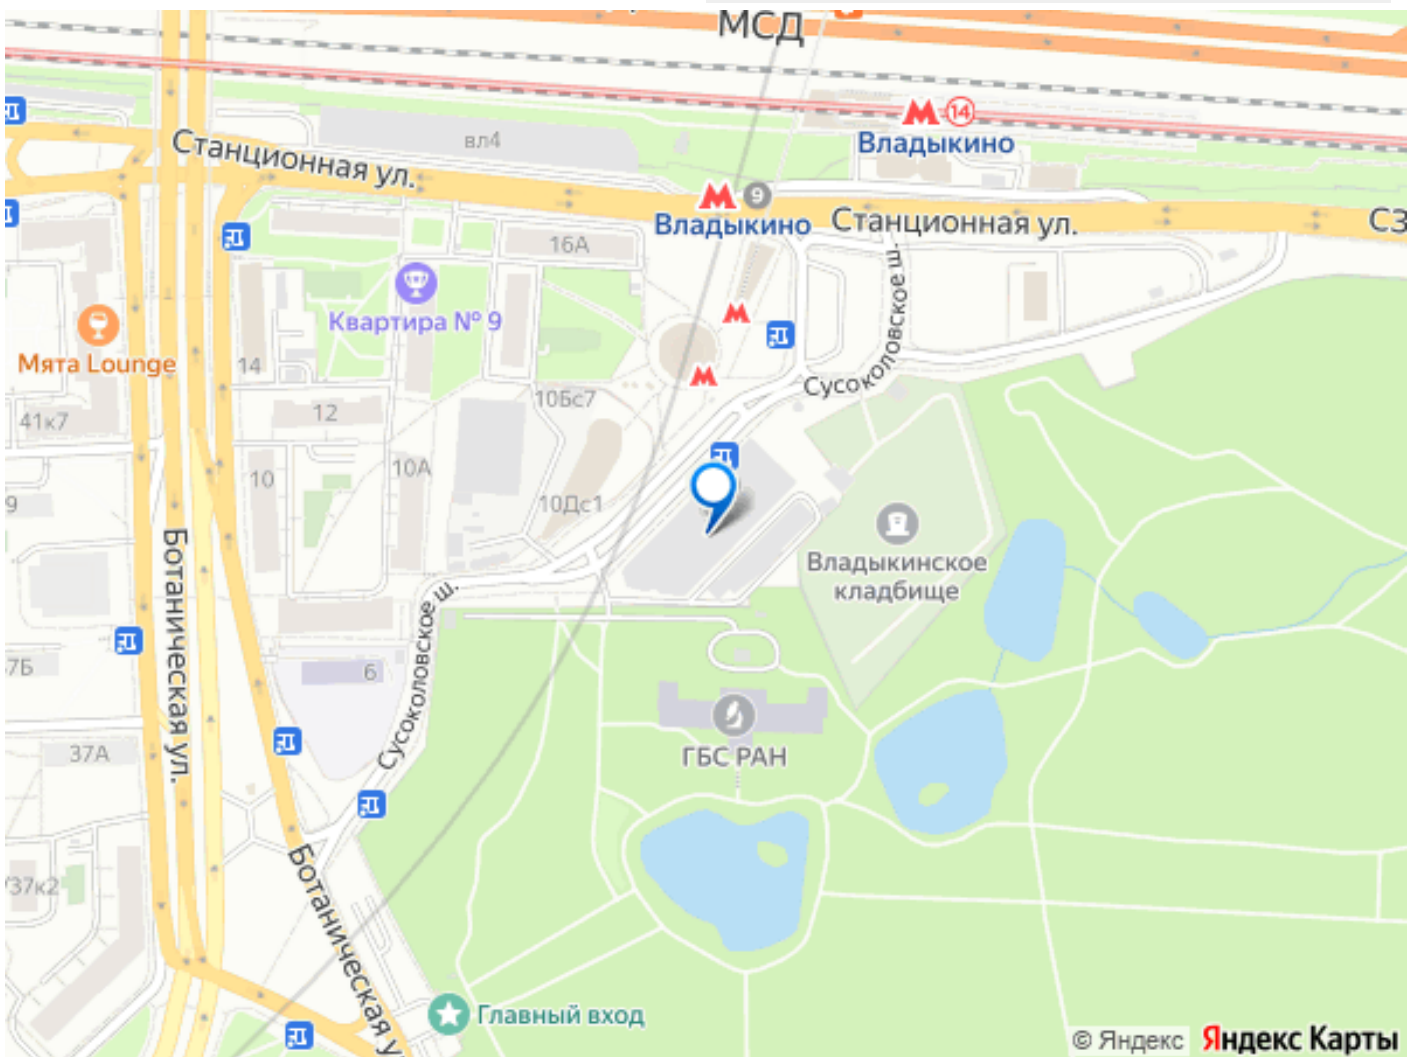 МСД
14
Владыкино
вл4
Станционная ул.
9
Владыкино
Станционная ул.
СЗ
16А
Квартира № 9
Сусоколовское ш.
Мята Lounge
14
10Бс7
12
41к7
10А
10
9
10Дс1
Владыкинское
кладбище
Ботаническая ул.
Сусоколовское ш.
7Б
6
37А
ГБС РАН
37к2
Ботаническая у
Главный вход
© Яндекс Яндекс Карты